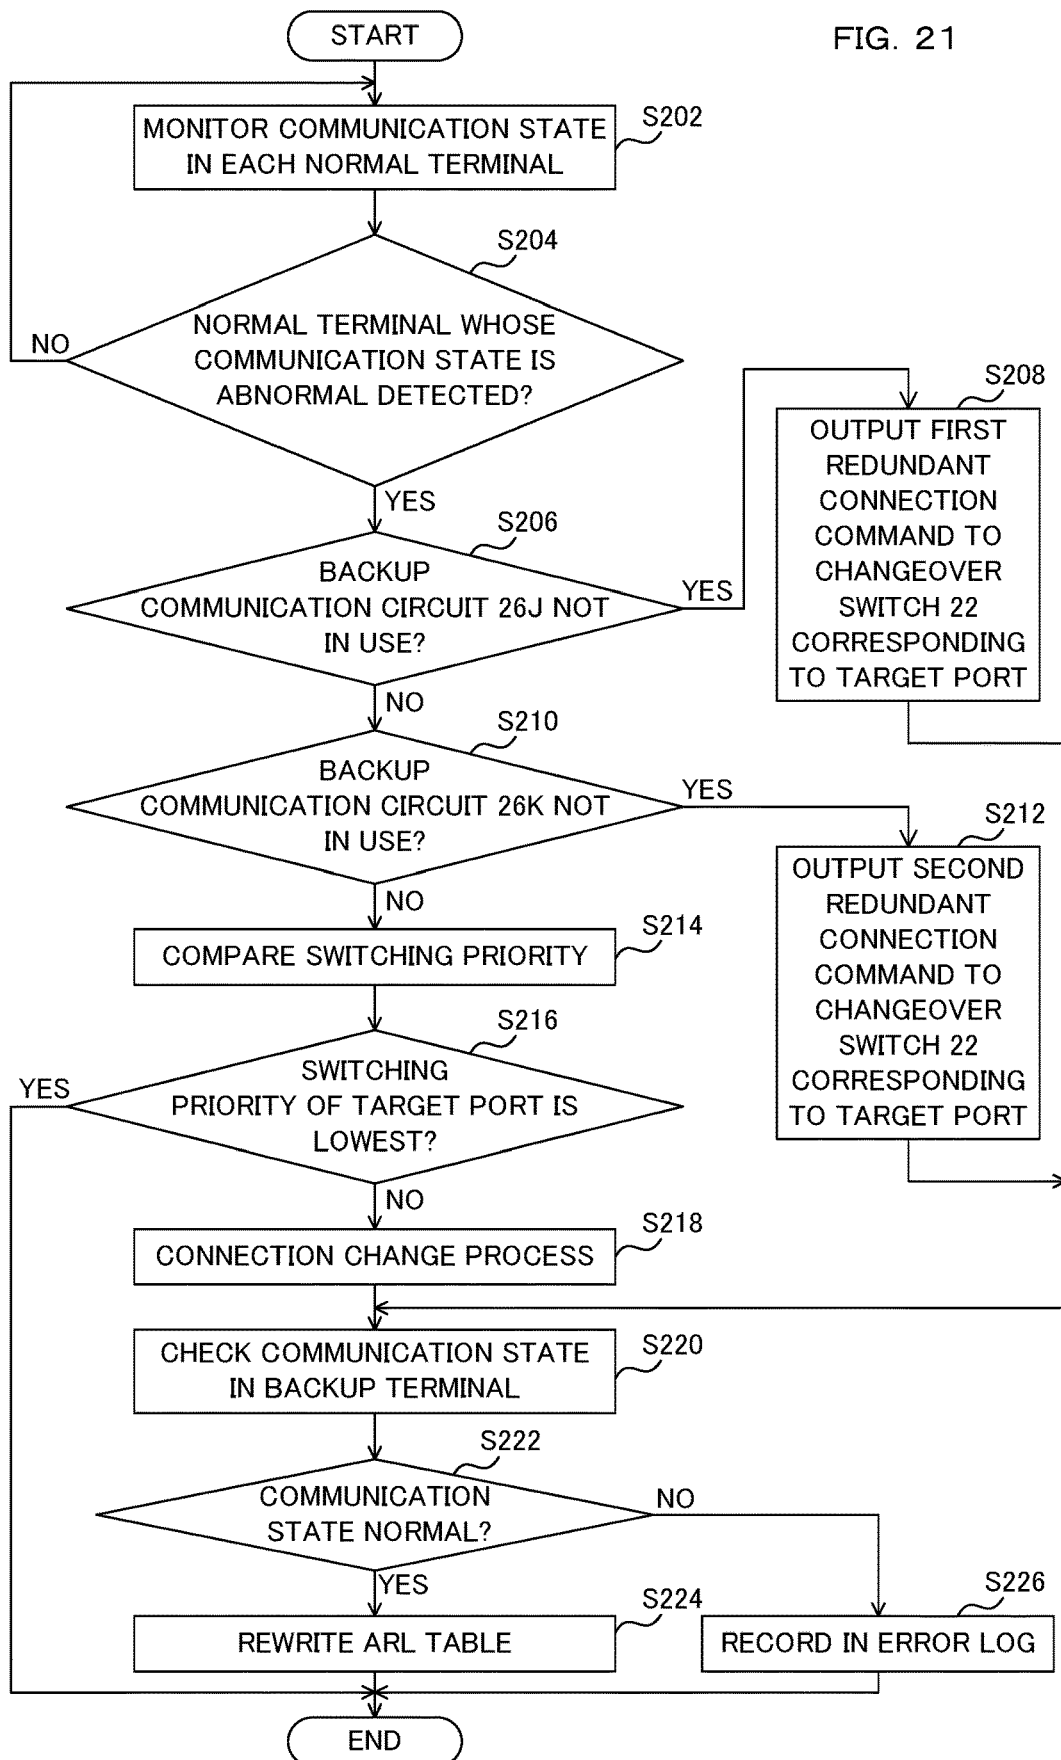 START
FIG. 21
MONITOR COMMUNICATION STATE
IN EACH NORMAL TERMINAL
S202
S204
NORMAL TERMINAL WHOSE
COMMUNICATION STATE IS
ABNORMAL DETECTED?
NO
YES
S206
BACKUP
COMMUNICATION CIRCUIT 26J NOT
IN USE?
YES
NO
S208
OUTPUT FIRST
REDUNDANT
CONNECTION
COMMAND TO
CHANGEOVER
SWITCH 22
CORRESPONDING
TO TARGET PORT
S210
BACKUP
COMMUNICATION CIRCUIT 26K NOT
IN USE?
YES
NO
S212
OUTPUT SECOND
REDUNDANT
CONNECTION
COMMAND TO
CHANGEOVER
SWITCH 22
CORRESPONDING
TO TARGET PORT
S214
COMPARE SWITCHING PRIORITY
S216
SWITCHING
PRIORITY OF TARGET PORT IS
LOWEST?
YES
NO
S218
CONNECTION CHANGE PROCESS
CHECK COMMUNICATION STATE
IN BACKUP TERMINAL
S220
S222
COMMUNICATION
STATE NORMAL?
NO
YES
S224
REWRITE ARL TABLE
S226
RECORD IN ERROR LOG
END